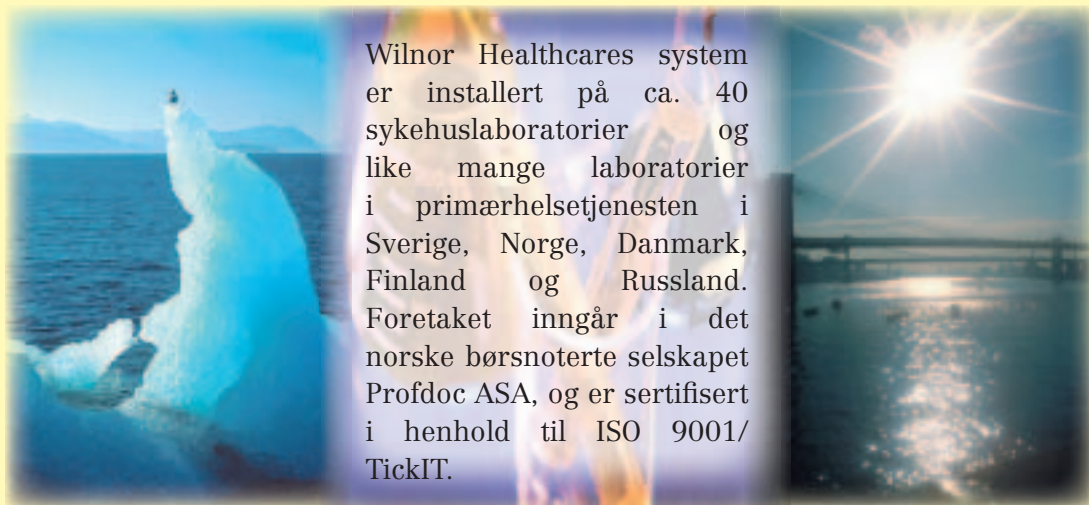 Wilnor Healthcares system
er installert på ca. 40
sykehuslaboratorier og
like mange laboratorier
i primærhelsetjenesten i
Sverige, Norge, Danmark,
Finland og Russland.
Foretaket inngår i det
norske børsnoterte selskapet
Profdoc ASA, og er sertifisert
i henhold til ISO 9001/
TickIT.